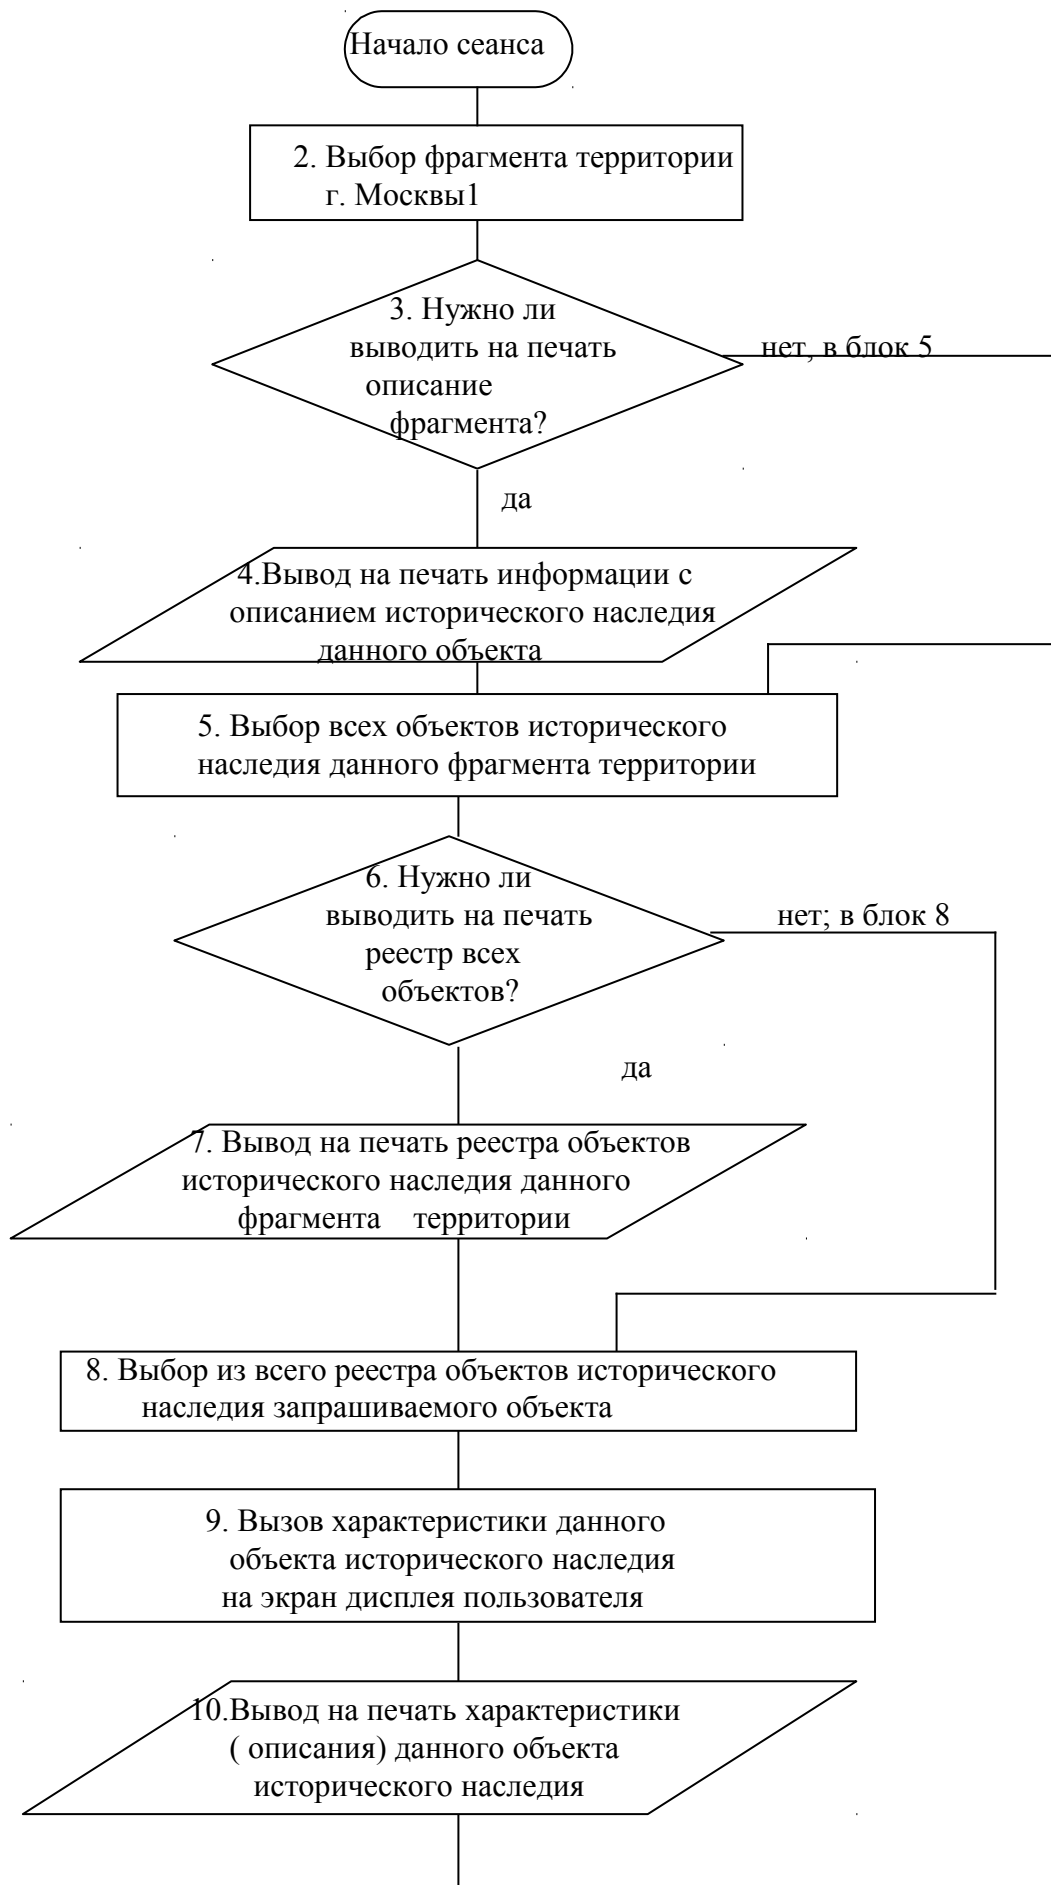 Начало сеанса
2. Выбор фрагмента территории
г. Москвы1
3. Нужно ли
выводить на печать
описание
фрагмента?
нет, в блок 5
да
4.Вывод на печать информации с
описанием исторического наследия
данного объекта
5. Выбор всех объектов исторического
наследия данного фрагмента территории
6. Нужно ли
выводить на печать
реестр всех
объектов?
нет; в блок 8
да
7. Вывод на печать реестра объектов
исторического наследия данного
фрагмента территории
8. Выбор из всего реестра объектов исторического
наследия запрашиваемого объекта
9. Вызов характеристики данного
объекта исторического наследия
на экран дисплея пользователя
10.Вывод на печать характеристики
( описания) данного объекта
исторического наследия